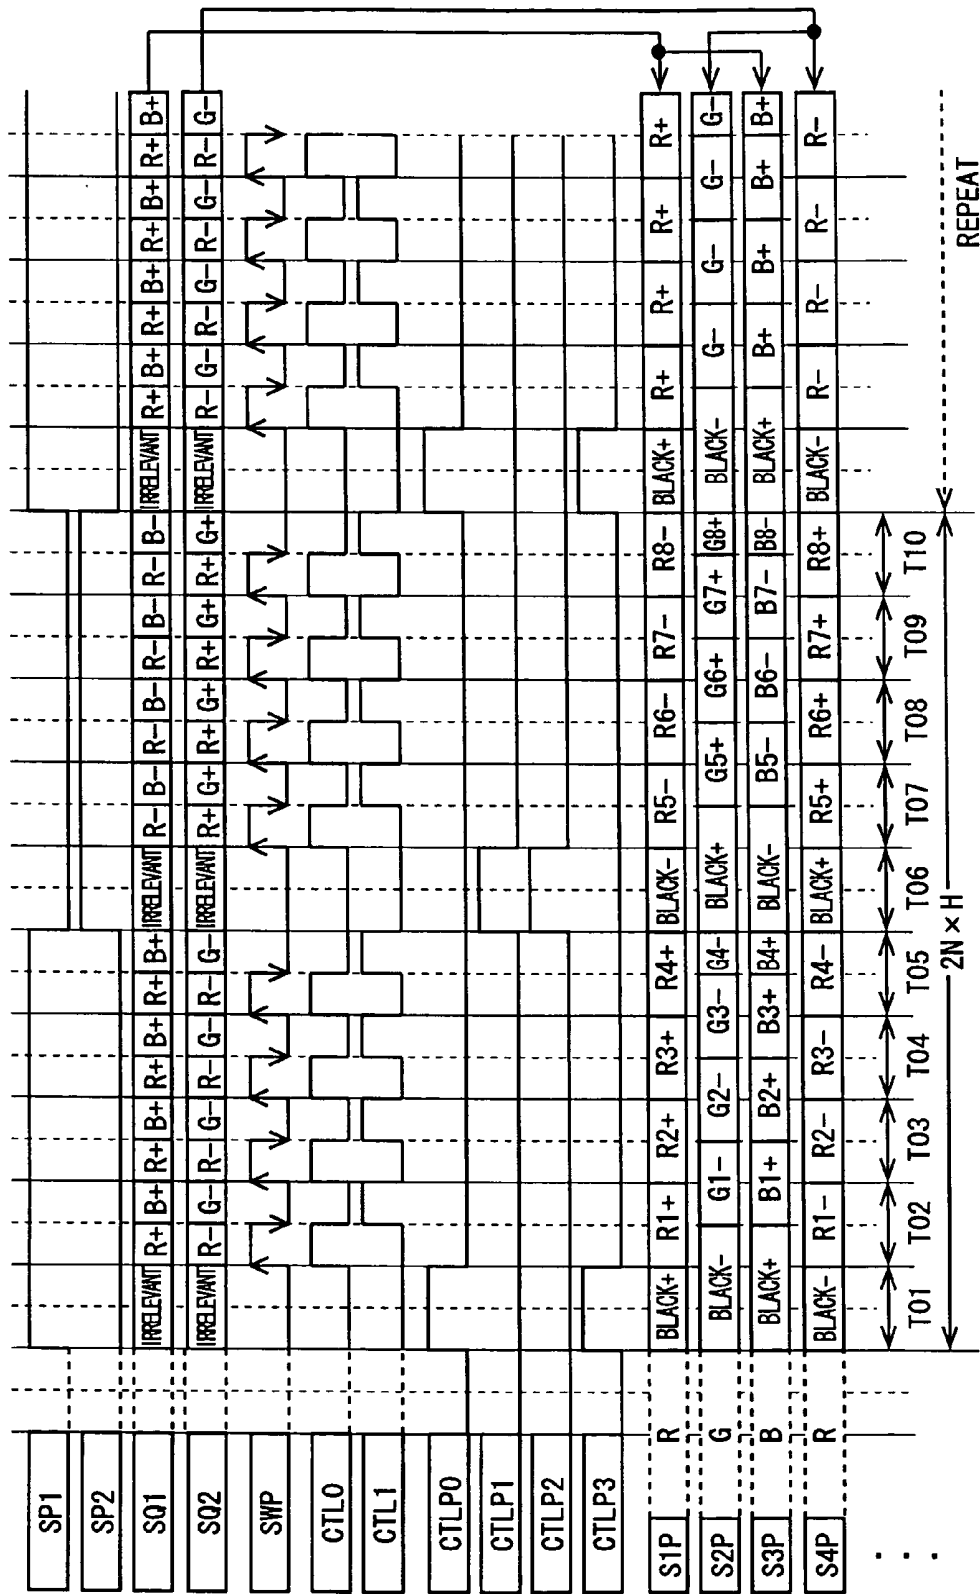 SP1
SP2
SQ1 IRRELEVANT R+ B+ R+ B+ R+ B+ R+ B+ IRRELEVANT R− B− R− B− R− B− R− B− IRRELEVANT R+ B+ R+ B+ R+ B+ R+ B+
SQ2 IRRELEVANT R− G− R− G− R− G− R− G− IRRELEVANT R+ G+ R+ G+ R+ G+ R+ G+ IRRELEVANT R− G− R− G− R− G− R− G−
SWP
CTL0
CTL1
CTLP0
CTLP1
CTLP2
CTLP3
S1P R BLACK+ R1+ R2+ R3+ R4+ BLACK− R5− R6− R7− R8− BLACK+ R+ R+ R+ R+
S2P G BLACK− G1− G2− G3− G4− BLACK+ G5+ G6+ G7+ G8+ BLACK− G− G− G− G−
S3P B BLACK+ B1+ B2+ B3+ B4+ BLACK− B5− B6− B7− B8− BLACK+ B+ B+ B+ B+
S4P R BLACK− R1− R2− R3− R4− BLACK+ R5+ R6+ R7+ R8+ BLACK− R− R− R− R−
. . .
T01 T02 T03 T04 T05 T06 T07 T08 T09 T10
2N × H REPEAT